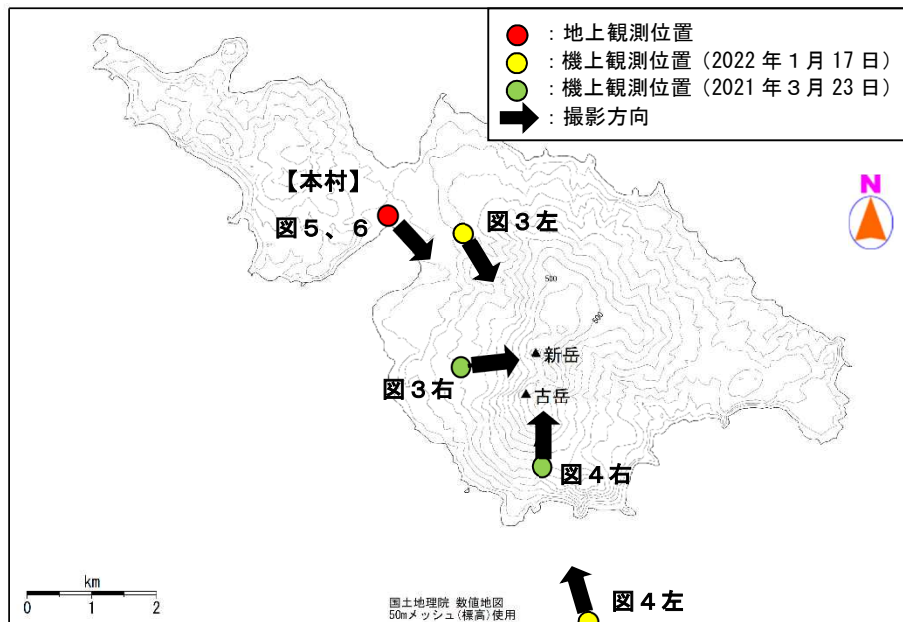 ：地上観測位置
：機上観測位置（2022 年 1 月 17 日）
：機上観測位置（2021 年 3 月 23 日）
：撮影方向
【本村】
図５、６
図３左
N
500
500
新岳
図３右
古岳
図４右
km
0 1 2
国土地理院 数値地図
50mメッシュ(標高)使用
図４左